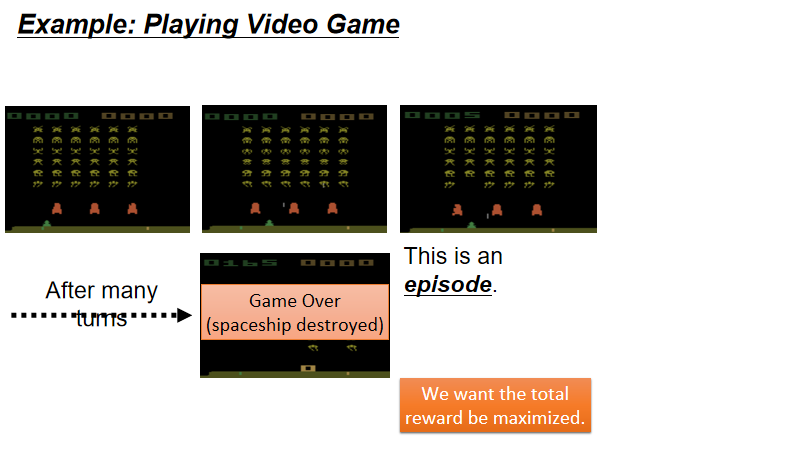 Example: Playing Video Game
0000 0000
0000 0000
0005 0000
After many
turns
0165 0000
Game Over
(spaceship destroyed)
This is an
episode.
We want the total
reward be maximized.